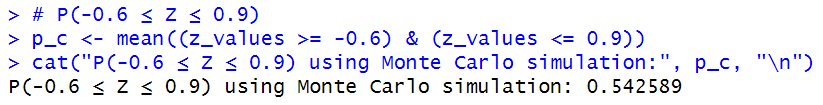 > # P(-0.6 ≤ Z ≤ 0.9)
> p_c <- mean((z_values >= -0.6) & (z_values <= 0.9))
> cat("P(-0.6 ≤ Z ≤ 0.9) using Monte Carlo simulation:", p_c, "\n")
P(-0.6 ≤ Z ≤ 0.9) using Monte Carlo simulation: 0.542589